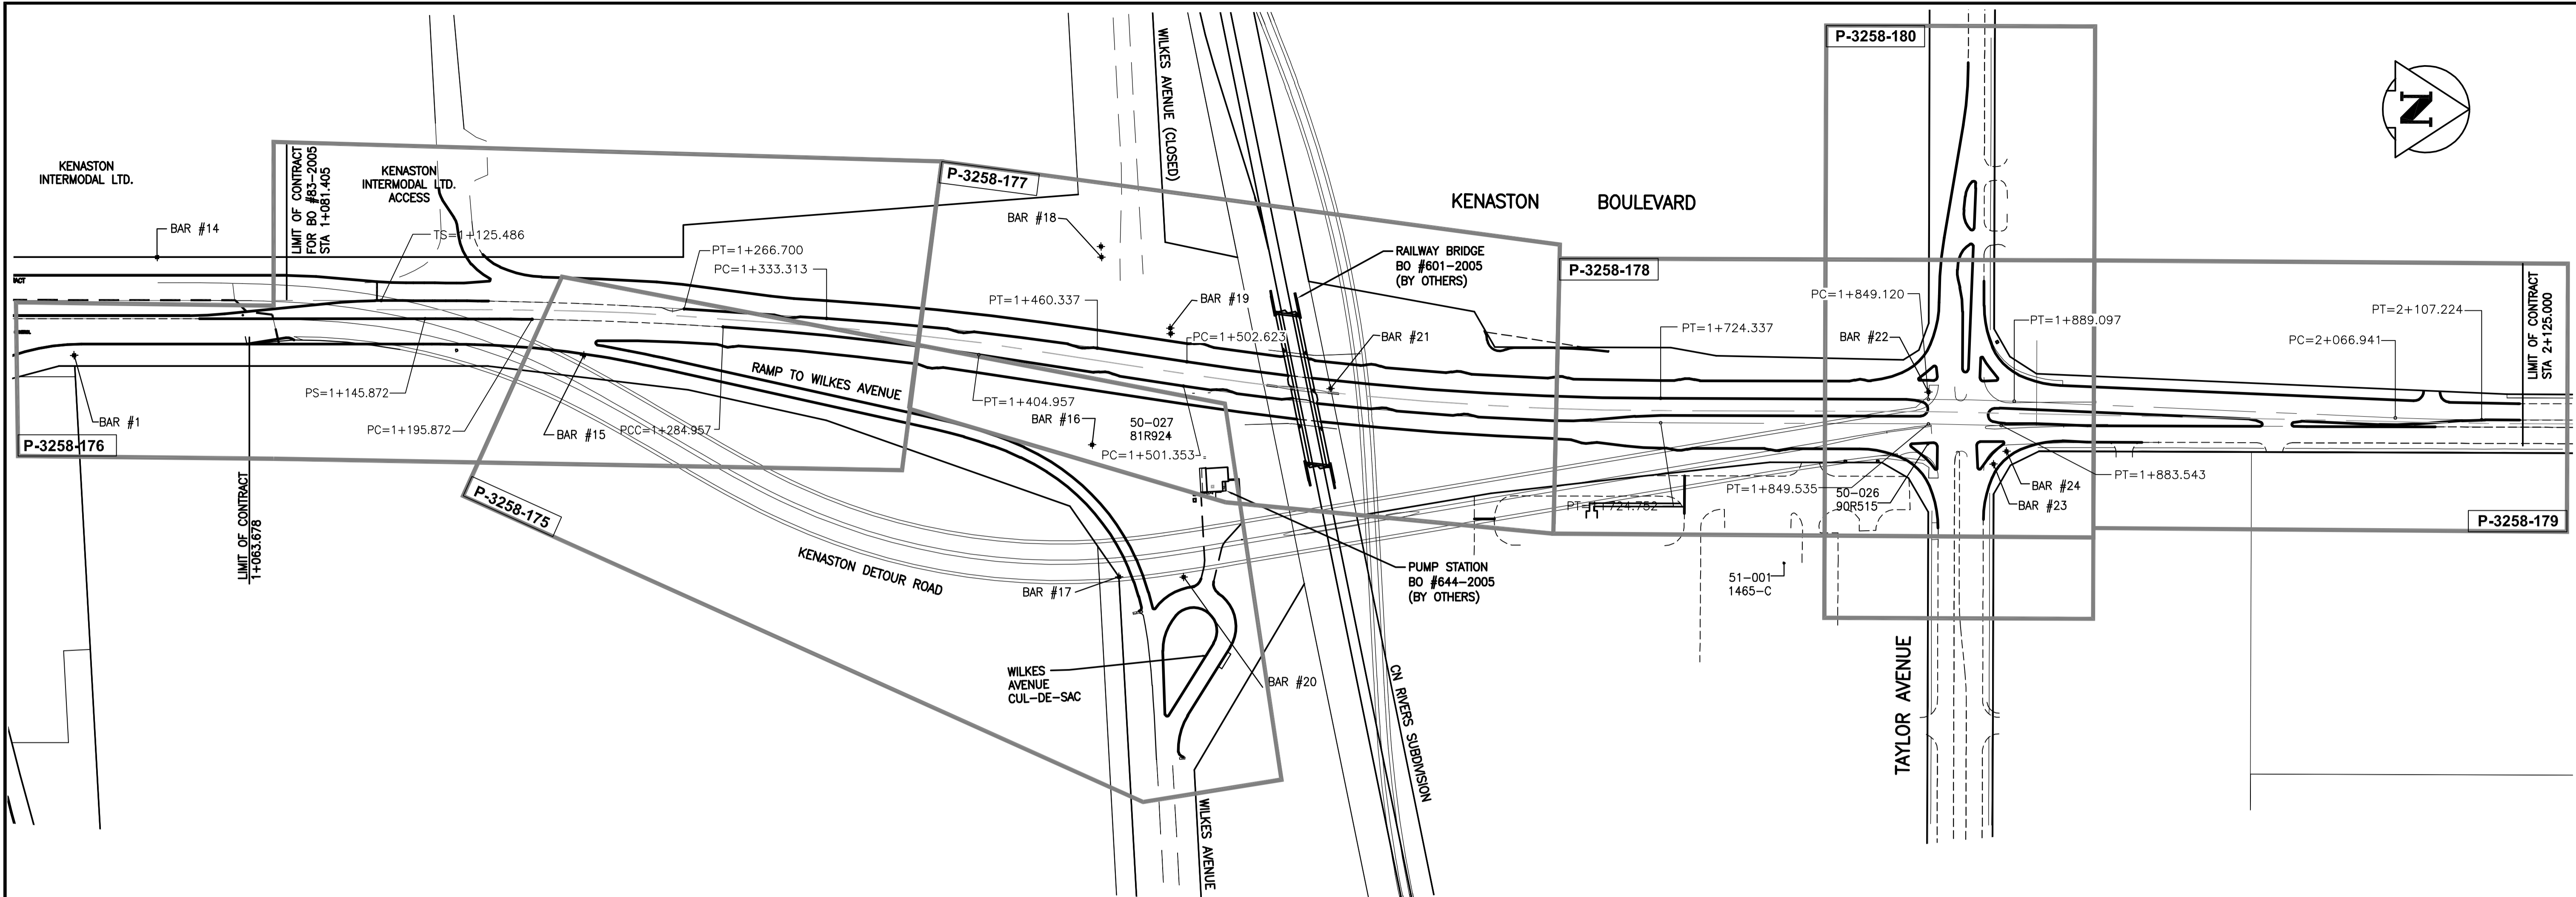 P-3258-180
N
WILKES AVENUE (CLOSED)
KENASTON
INTERMODAL LTD.
LIMIT OF CONTRACT
FOR BO #83-2005
STA 1+081.405
KENASTON
INTERMODAL LTD.
ACCESS
P-3258-177
KENASTON BOULEVARD
BAR #14
BAR #18
TS=1+125.486
PT=1+266.700
PC=1+333.313
RAILWAY BRIDGE
BO #601-2005
(BY OTHERS)
P-3258-178
PT=1+460.337
BAR #19
PC=1+502.623
BAR #21
PT=1+724.337
PC=1+849.120
BAR #22
PT=1+889.097
PT=2+107.224
PC=2+066.941
LIMIT OF CONTRACT
STA 2+125.000
RAMP TO WILKES AVENUE
PS=1+145.872
PT=1+404.957
BAR #1
PC=1+195.872
BAR #15
PCC=1+284.957
BAR #16
50-027
81R924
PC=1+501.353
P-3258-176
P-3258-175
LIMIT OF CONTRACT
1+063.678
KENASTON DETOUR ROAD
BAR #17
PUMP STATION
BO #644-2005
(BY OTHERS)
PT=1+724.752
PT=1+849.535
50-026
90R515
PT=1+883.543
BAR #24
BAR #23
P-3258-179
51-001
1465-C
WILKES
AVENUE
CUL-DE-SAC
BAR #20
CN RIVERS SUBDIVISION
TAYLOR AVENUE
WILKES AVENUE